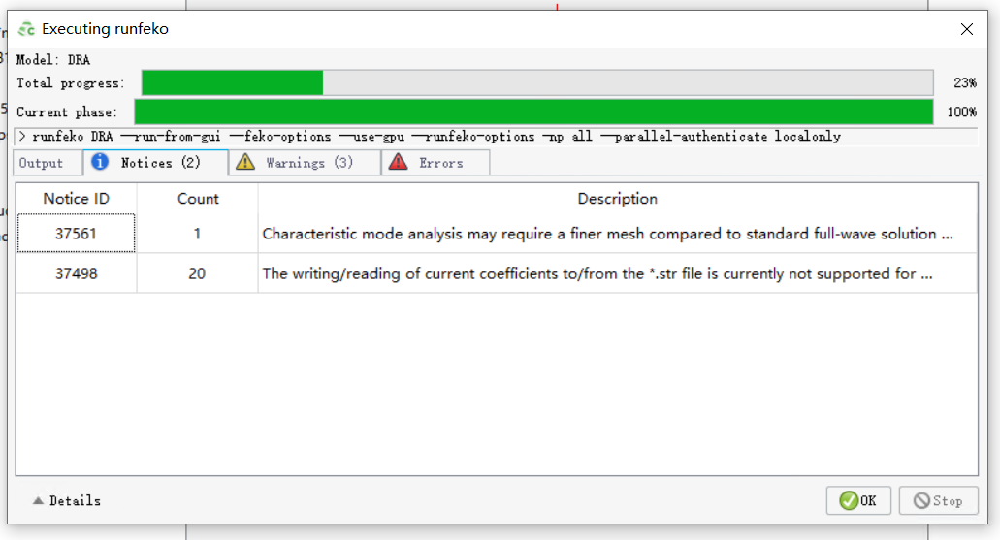 Executing runfeko
Model: DRA
Total progress: 23%
Current phase: 100%
> runfeko DRA --run-from-gui --feko-options --use-gpu --runfeko-options -np all --parallel-authenticate localonly
Output Notices (2) Warnings (3) Errors
Notice ID Count Description
37561 1 Characteristic mode analysis may require a finer mesh compared to standard full-wave solution ...
37498 20 The writing/reading of current coefficients to/from the *.str file is currently not supported for ...
Details OK Stop